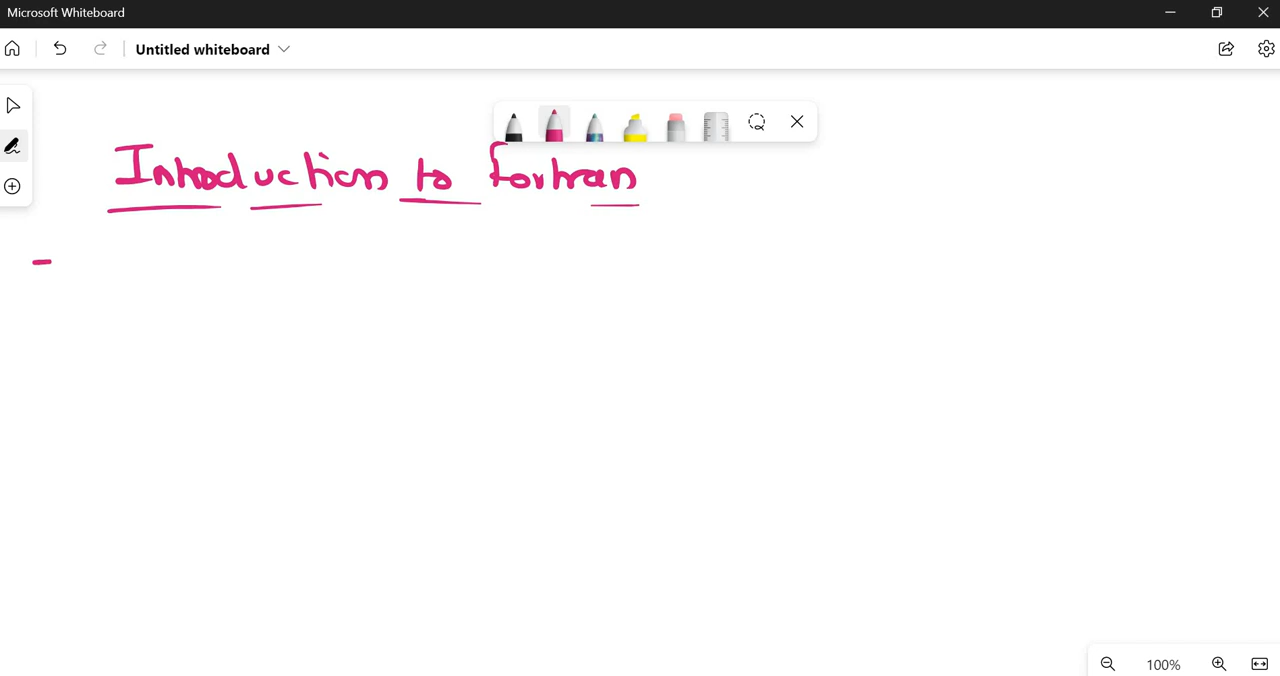 Microsoft Whiteboard
Untitled whiteboard
Introduction to fortran
-
100%